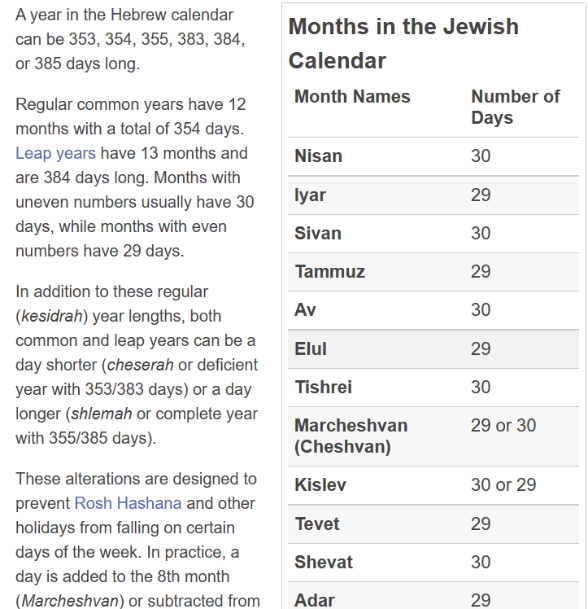 A year in the Hebrew calendar
can be 353, 354, 355, 383, 384,
or 385 days long.
Regular common years have 12
months with a total of 354 days.
Leap years have 13 months and
are 384 days long. Months with
uneven numbers usually have 30
days, while months with even
numbers have 29 days.
In addition to these regular
(kesidrah) year lengths, both
common and leap years can be a
day shorter (cheserah or deficient
year with 353/383 days) or a day
longer (shlemah or complete year
with 355/385 days).
These alterations are designed to
prevent Rosh Hashana and other
holidays from falling on certain
days of the week. In practice, a
day is added to the 8th month
(Marcheshvan) or subtracted from
Months in the Jewish
Calendar
Month Names Number of
Days
Nisan 30
Iyar 29
Sivan 30
Tammuz 29
Av 30
Elul 29
Tishrei 30
Marcheshvan 29 or 30
(Cheshvan)
Kislev 30 or 29
Tevet 29
Shevat 30
Adar 29